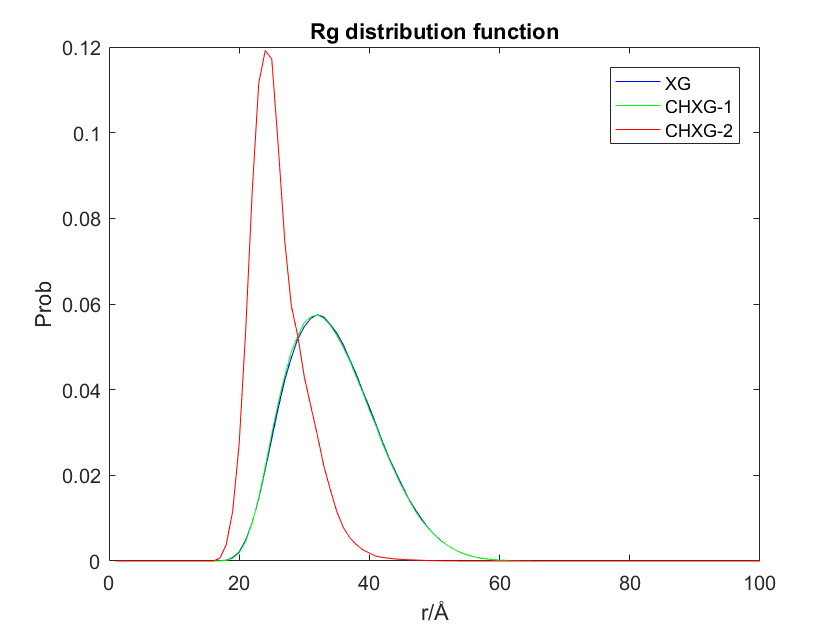 Rg distribution function
0.12
0.1
0.08
0.06
0.04
0.02
0
Prob
XG
CHXG-1
CHXG-2
0 20 40 60 80 100
r/Å